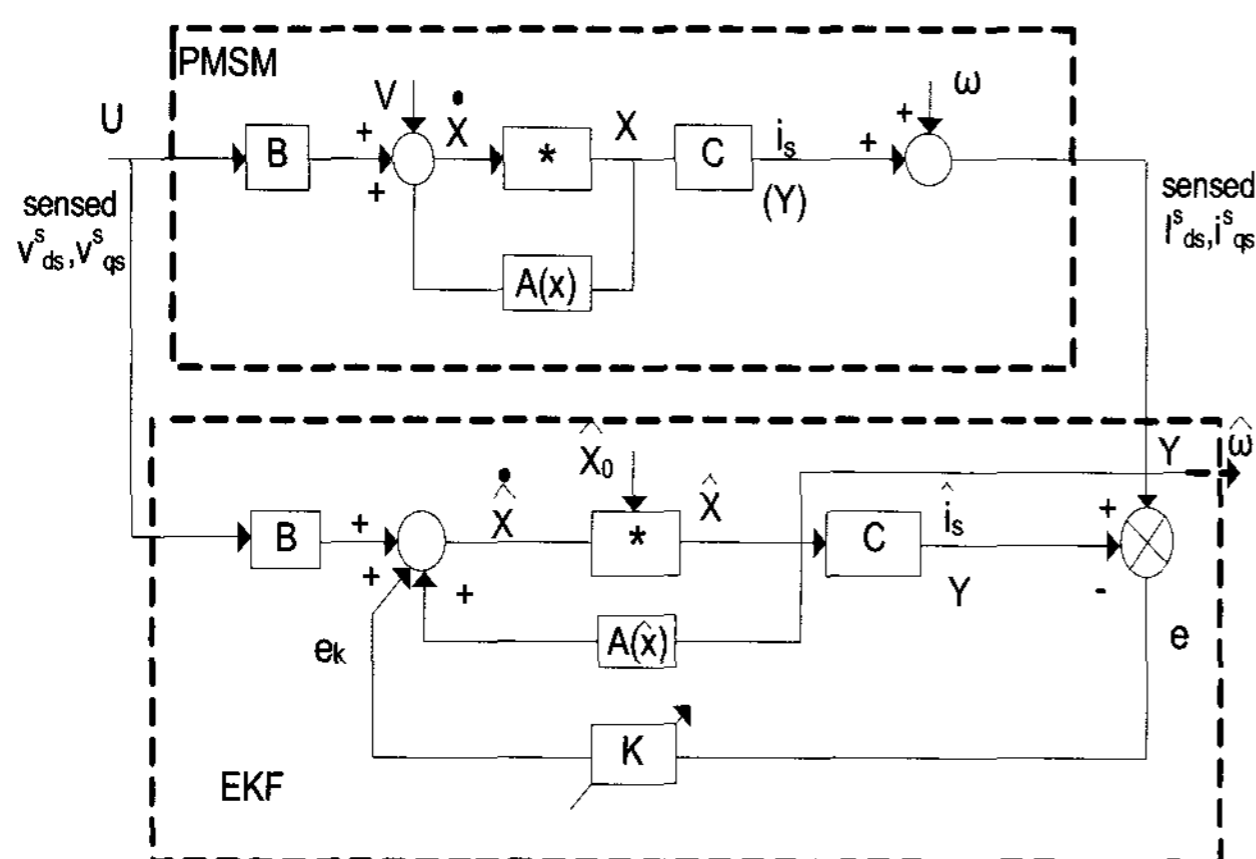 PMSM
U
V
Ẋ
X
ω
B
+
+
*
C
i_s
(Y)
+
+
A(x)
sensed
v^s_ds, v^s_qs
sensed
I^s_ds, i^s_qs
X̂_0
Y
ω̂
B
+
+
+
X̂̇
*
X̂
C
î_s
Y
+
-
e_k
A(x̂)
e
K
EKF